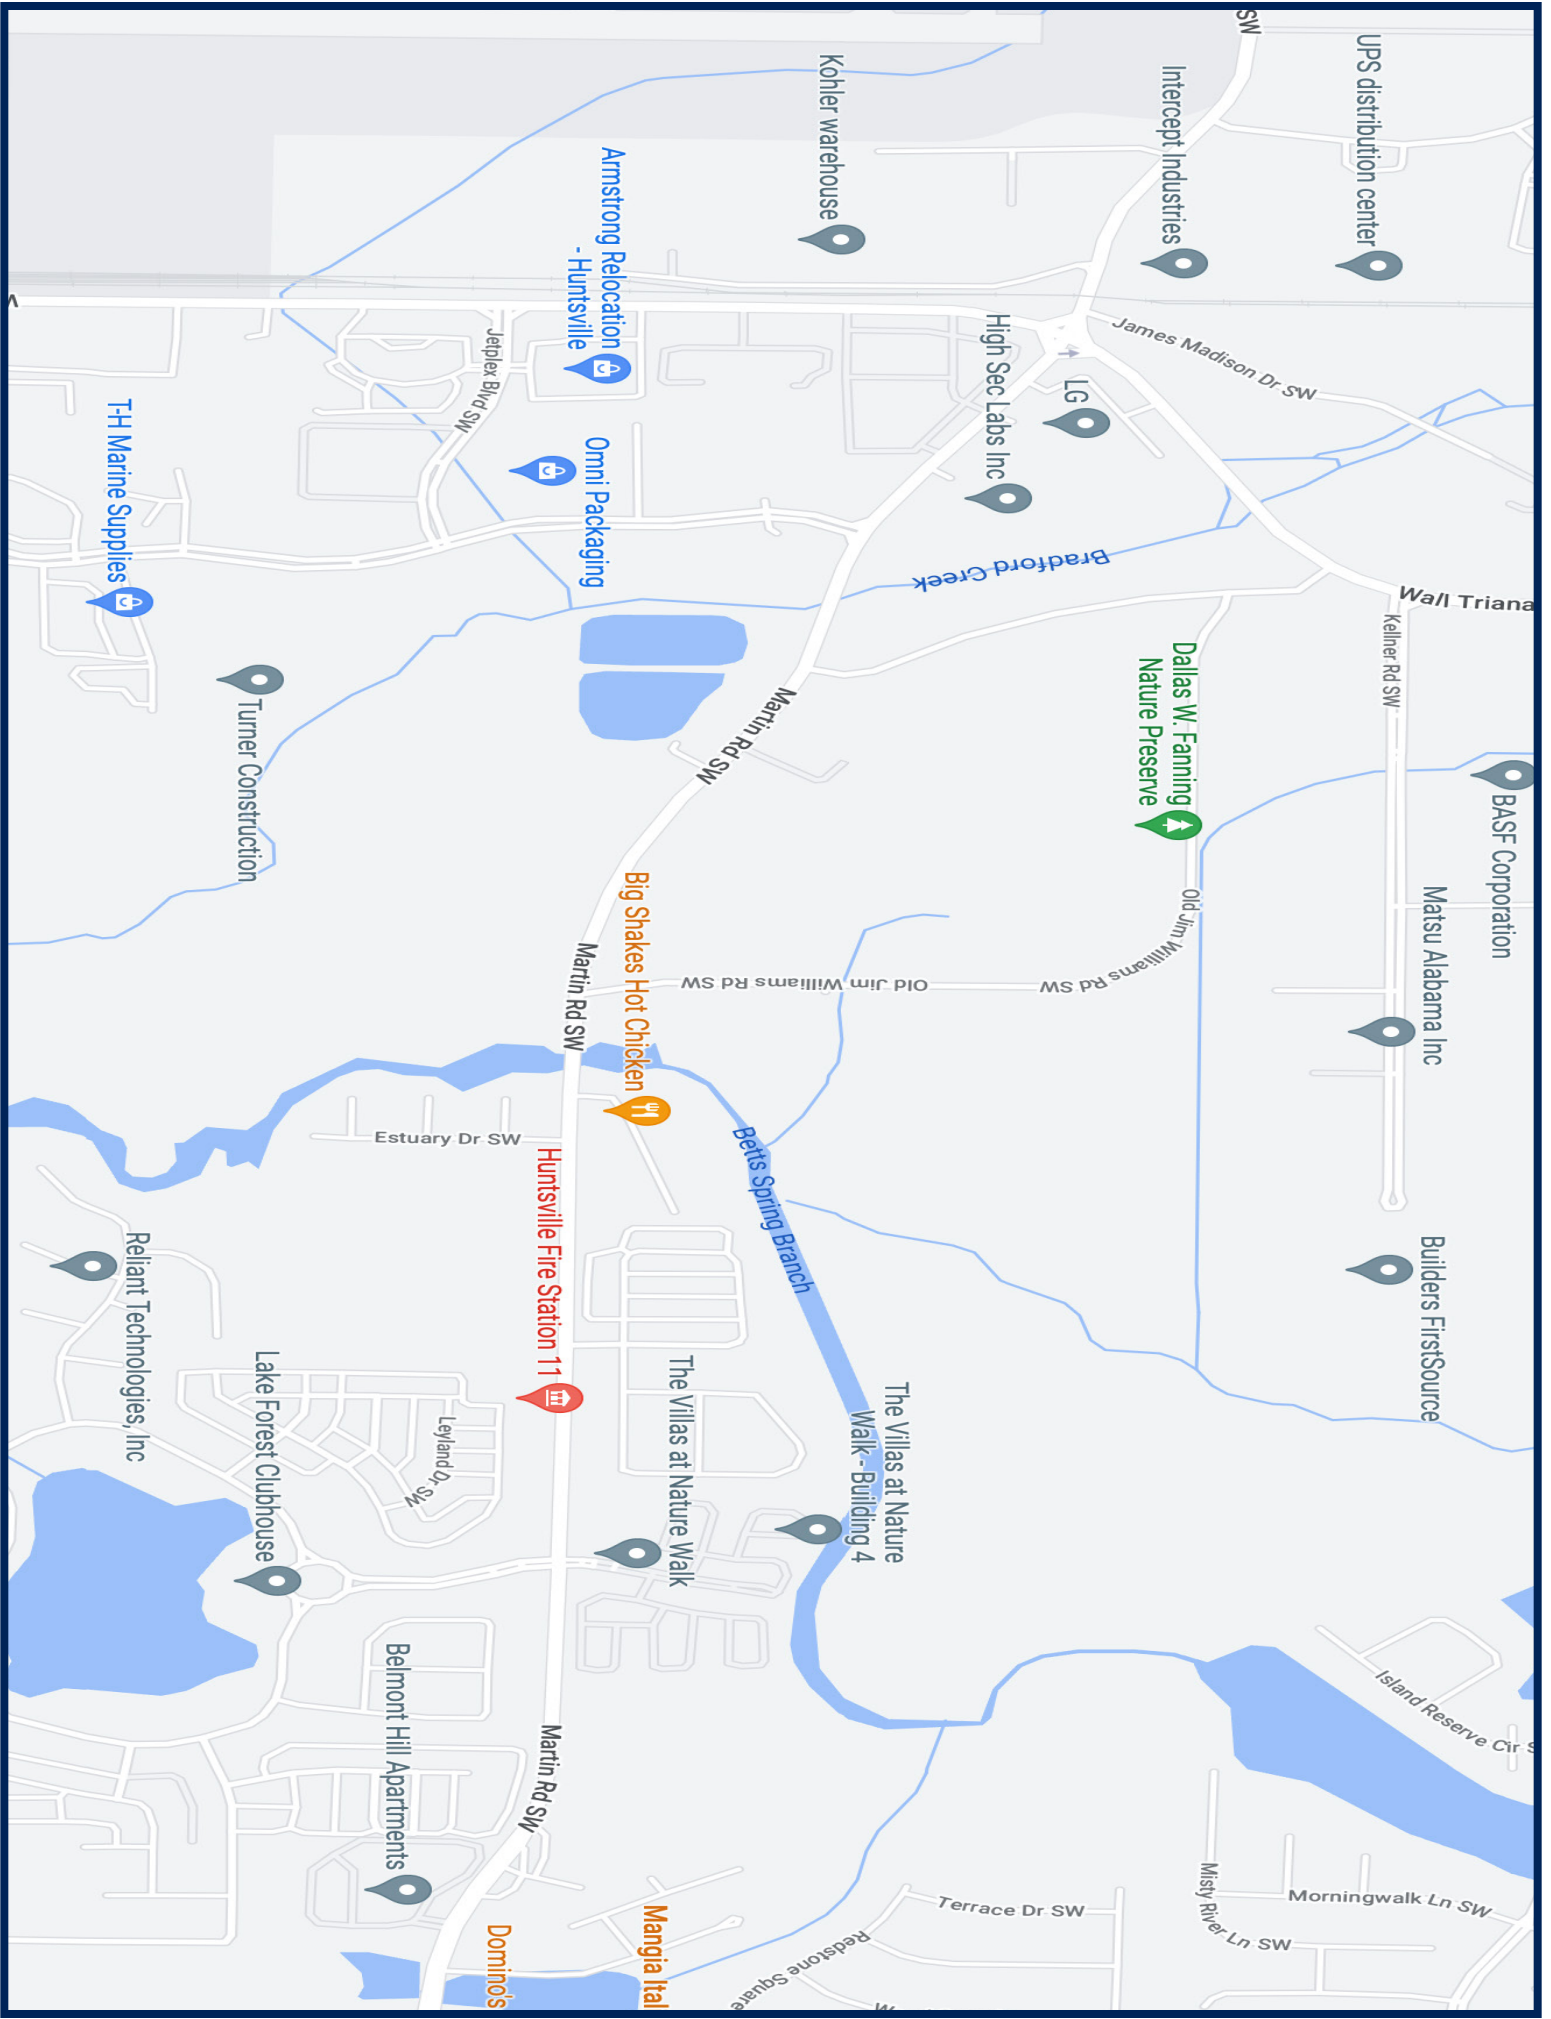 BASF Corporation
Wall Triana
Island Reserve Cir S
Matsu Alabama Inc
Builders FirstSource
Morningwalk Ln SW
Kellner Rd SW
UPS distribution center
James Madison Dr SW
SW
Misty River Ln SW
Intercept Industries
Dallas W. Fanning
Nature Preserve
Old Jim Williams Rd SW
LG
Terrace Dr SW
Bradford Creek
High Sec Labs Inc
Old Jim Williams Rd SW
The Villas at Nature
Walk - Building 4
Redstone Square
Kohler warehouse
Betts Spring Branch
Martin Rd SW
The Villas at Nature Walk
Mangia Ital
Big Shakes Hot Chicken
Armstrong Relocation
- Huntsville
Omni Packaging
Martin Rd SW
Huntsville Fire Station 11
Martin Rd SW
Domino's
Jetplex Blvd SW
Estuary Dr SW
Leyland Dr SW
Belmont Hill Apartments
Lake Forest Clubhouse
Turner Construction
Reliant Technologies, Inc
T-H Marine Supplies